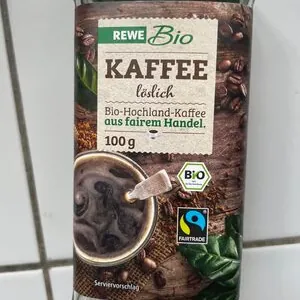 REWE Bio
KAFFEE
löslich
Bio-Hochland-Kaffee
aus fairem Handel.
100 g
BIO
FAIRTRADE
Serviervorschlag